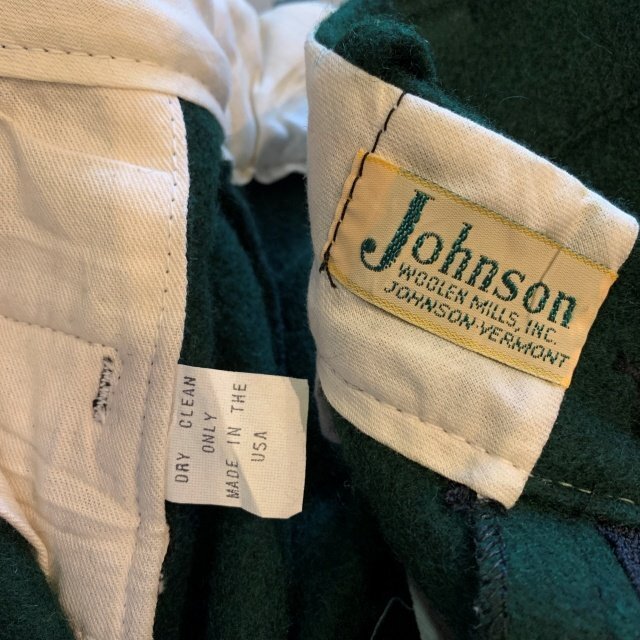 Johnson
WOOLEN MILLS, INC.
JOHNSON-VERMONT
DRY CLEAN
ONLY
MADE IN THE
USA